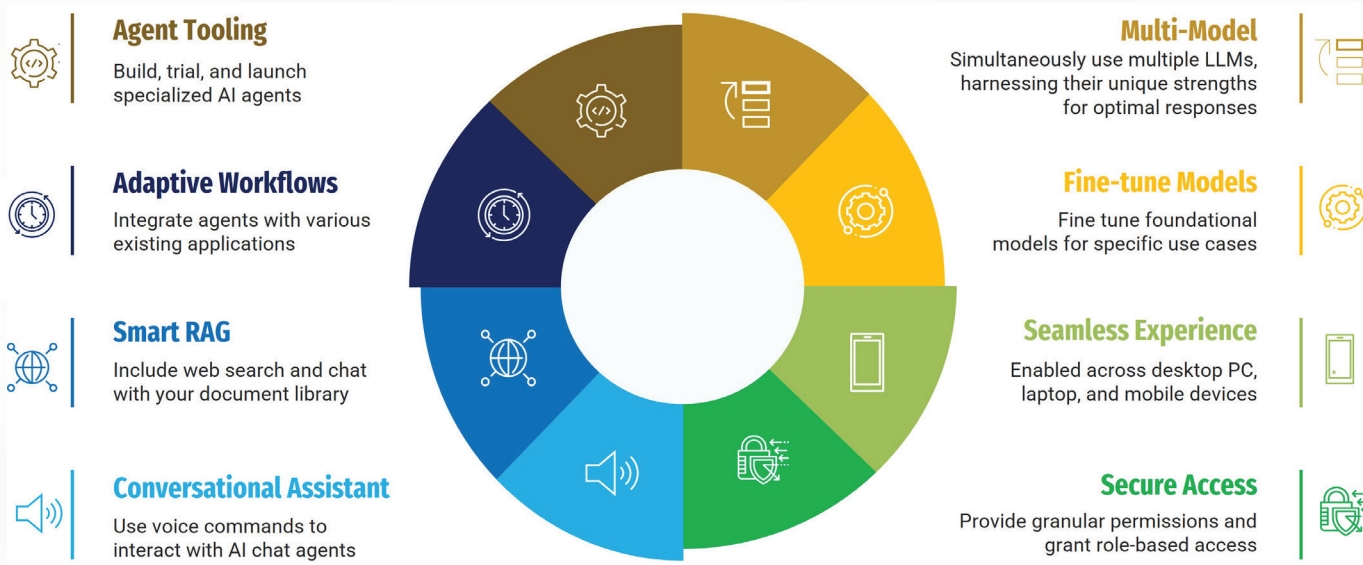 Agent Tooling
Build, trial, and launch
specialized AI agents
Adaptive Workflows
Integrate agents with various
existing applications
Smart RAG
Include web search and chat
with your document library
Conversational Assistant
Use voice commands to
interact with AI chat agents
Multi-Model
Simultaneously use multiple LLMs,
harnessing their unique strengths
for optimal responses
Fine-tune Models
Fine tune foundational
models for specific use cases
Seamless Experience
Enabled across desktop PC,
laptop, and mobile devices
Secure Access
Provide granular permissions and
grant role-based access